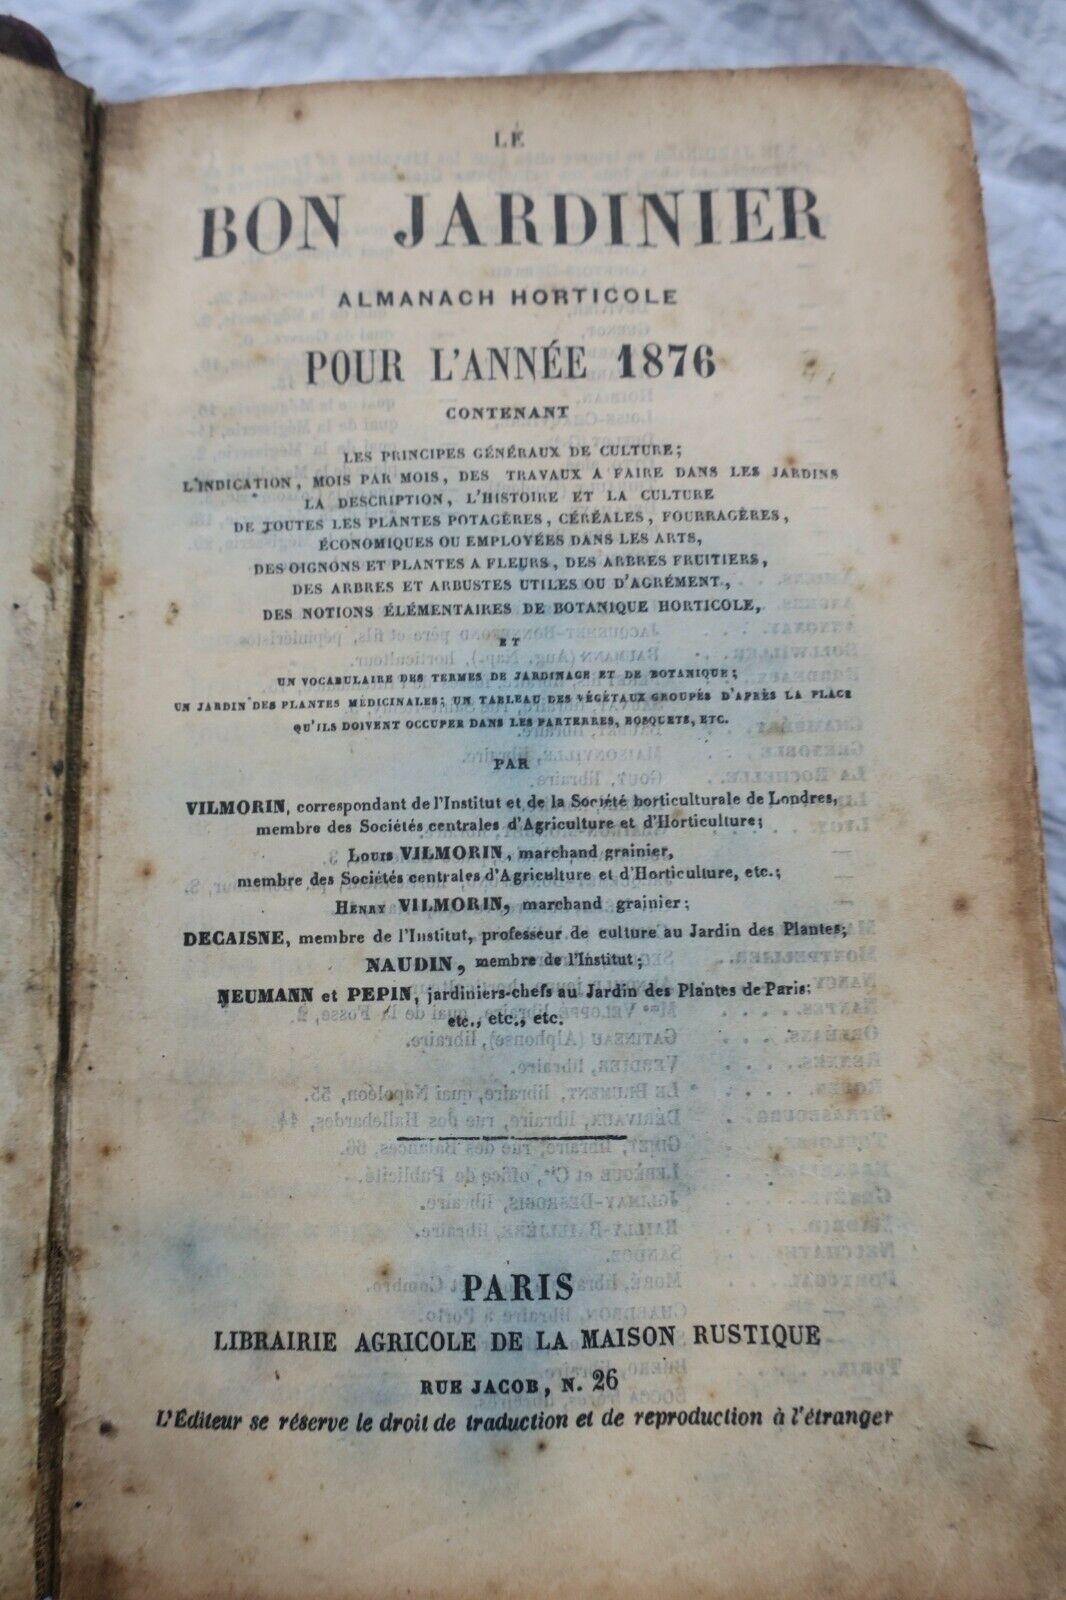 LE
BON JARDINIER
ALMANACH HORTICOLE
POUR L'ANNÉE 1876
CONTENANT
LES PRINCIPES GÉNÉRAUX DE CULTURE;
L'INDICATION, MOIS PAR MOIS, DES TRAVAUX A FAIRE DANS LES JARDINS
LA DESCRIPTION, L'HISTOIRE ET LA CULTURE
DE TOUTES LES PLANTES POTAGÈRES, CÉRÉALES, FOURRAGÈRES,
ÉCONOMIQUES OU EMPLOYÉES DANS LES ARTS,
DES OIGNONS ET PLANTES A FLEURS, DES ARBRES FRUITIERS,
DES ARBRES ET ARBUSTES UTILES OU D'AGRÉMENT,
DES NOTIONS ÉLÉMENTAIRES DE BOTANIQUE HORTICOLE,
ET
UN VOCABULAIRE DES TERMES DE JARDINAGE ET DE BOTANIQUE;
UN JARDIN DES PLANTES MÉDICINALES; UN TABLEAU DES VÉGÉTAUX GROUPÉS D'APRÈS LA PLACE
QU'ILS DOIVENT OCCUPER DANS LES PARTERRES, BOSQUETS, ETC.
PAR
VILMORIN, correspondant de l'Institut et de la Société horticulturale de Londres,
membre des Sociétés centrales d'Agriculture et d'Horticulture;
LOUIS VILMORIN, marchand grainier,
membre des Sociétés centrales d'Agriculture et d'Horticulture, etc.;
HENRY VILMORIN, marchand grainier;
DECAISNE, membre de l'Institut, professeur de culture au Jardin des Plantes;
NAUDIN, membre de l'Institut;
NEUMANN et PEPIN, jardiniers-chefs au Jardin des Plantes de Paris;
etc., etc., etc.
PARIS
LIBRAIRIE AGRICOLE DE LA MAISON RUSTIQUE
RUE JACOB, N. 26
L'Éditeur se réserve le droit de traduction et de reproduction à l'étranger